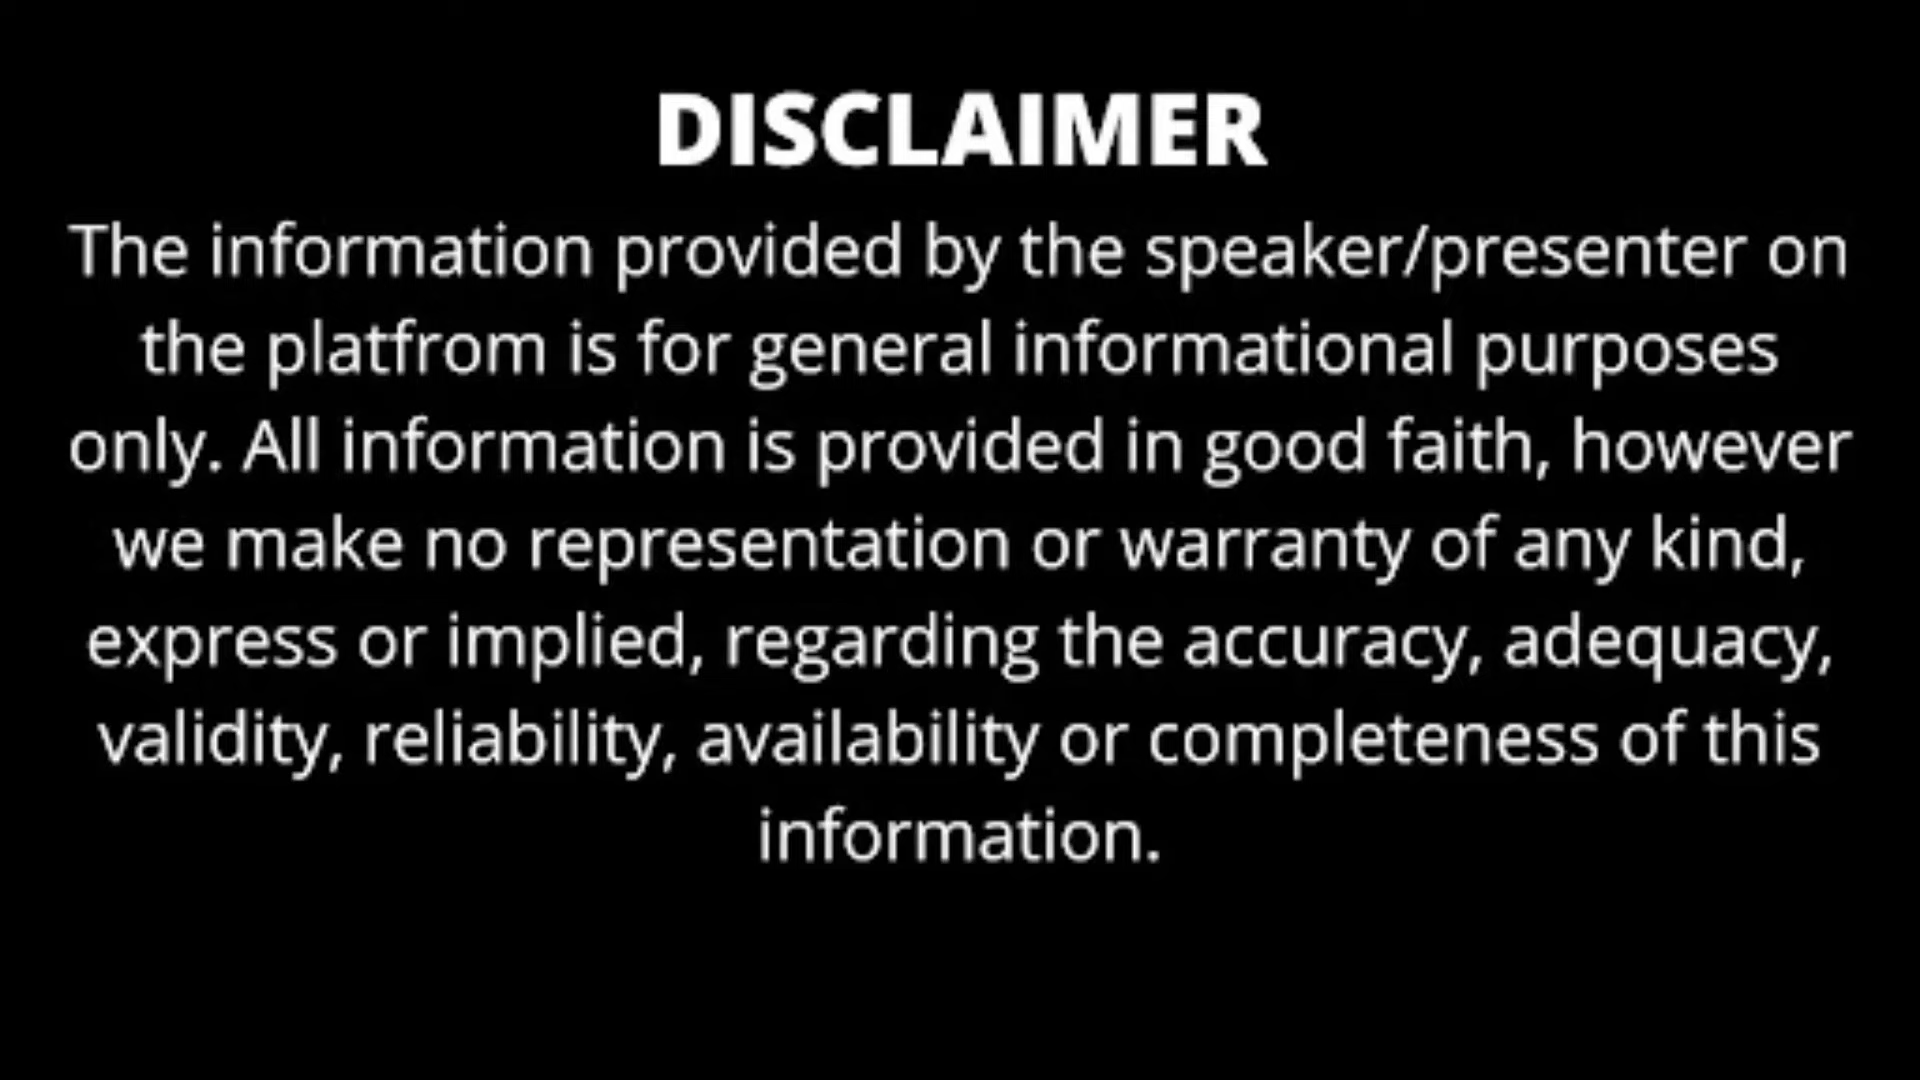 DISCLAIMER
The information provided by the speaker/presenter on
the platfrom is for general informational purposes
only. All information is provided in good faith, however
we make no representation or warranty of any kind,
express or implied, regarding the accuracy, adequacy,
validity, reliability, availability or completeness of this
information.